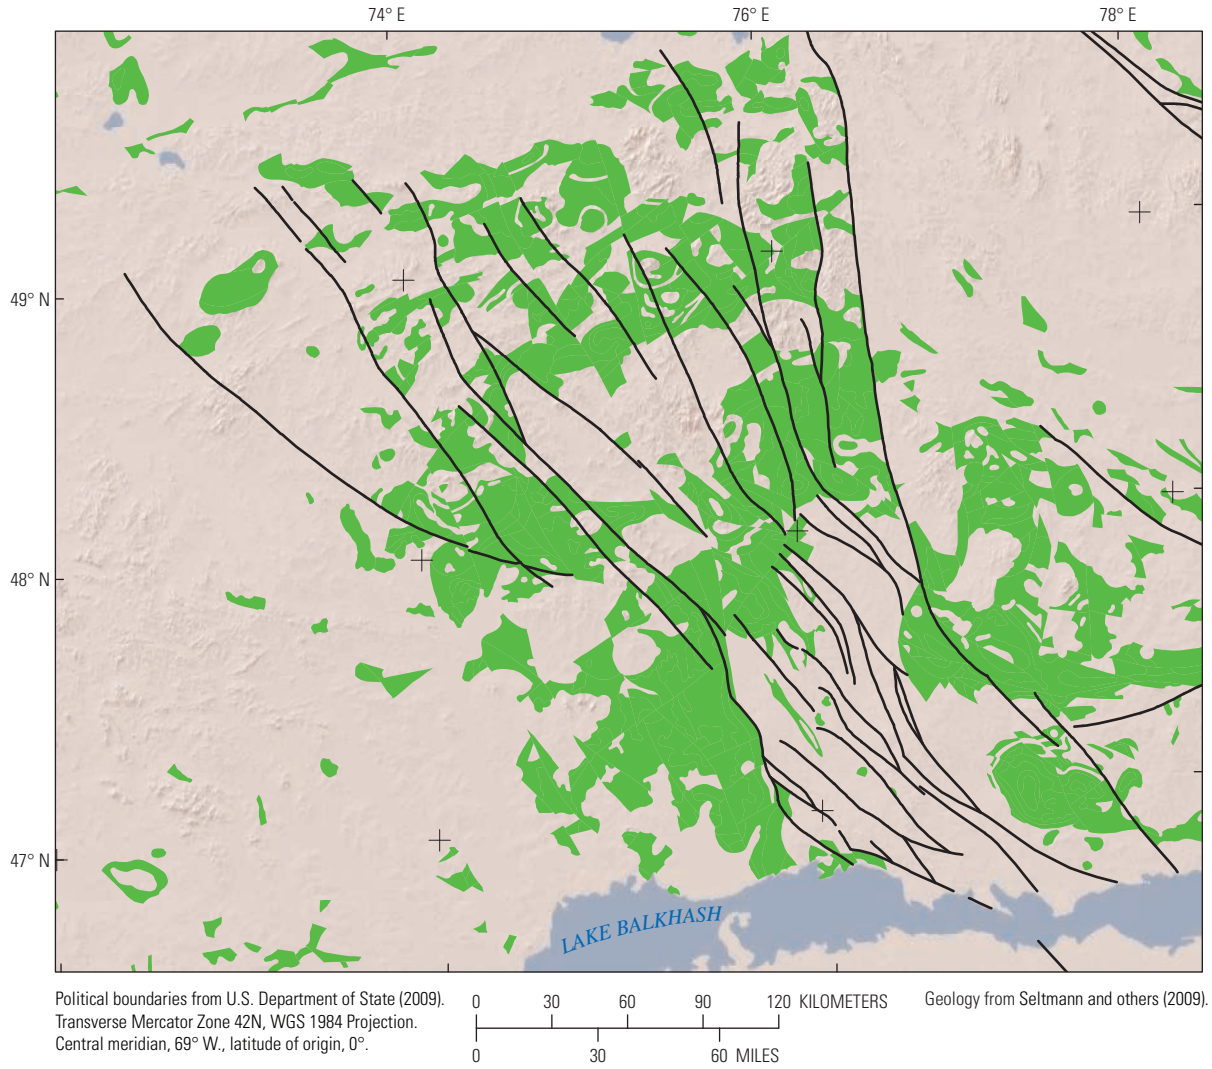 74° E 76° E 78° E
49° N
48° N
47° N
LAKE BALKHASH
Political boundaries from U.S. Department of State (2009).
Transverse Mercator Zone 42N, WGS 1984 Projection.
Central meridian, 69° W., latitude of origin, 0°.
0 30 60 90 120 KILOMETERS
0 30 60 MILES
Geology from Seltmann and others (2009).